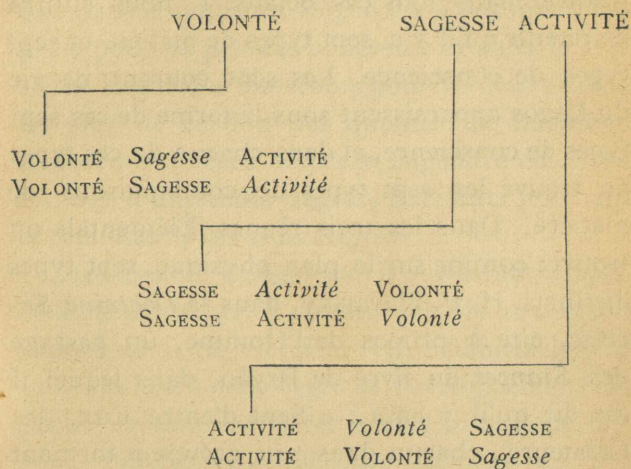 VOLONTÉ SAGESSE ACTIVITÉ
VOLONTÉ Sagesse ACTIVITÉ
VOLONTÉ SAGESSE Activité
SAGESSE Activité VOLONTÉ
SAGESSE ACTIVITÉ Volonté
ACTIVITÉ Volonté SAGESSE
ACTIVITÉ VOLONTÉ Sagesse